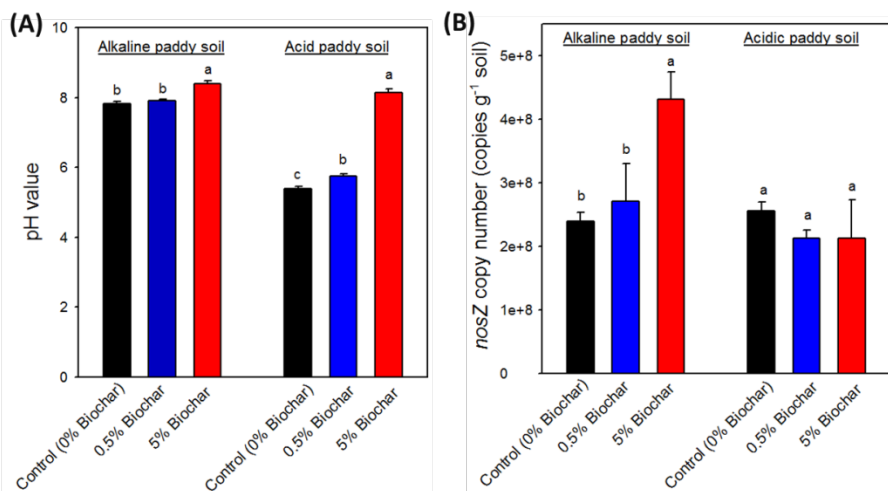 (A)
Alkaline paddy soil
Acid paddy soil
pH value
10
8
6
4
2
0
b
b
a
c
b
a
Control (0% Biochar)
0.5% Biochar
5% Biochar
Control (0% Biochar)
0.5% Biochar
5% Biochar
(B)
Alkaline paddy soil
Acidic paddy soil
nosZ copy number (copies g⁻¹ soil)
5e+8
4e+8
3e+8
2e+8
1e+8
0
b
b
a
a
a
a
Control (0% Biochar)
0.5% Biochar
5% Biochar
Control (0% Biochar)
0.5% Biochar
5% Biochar